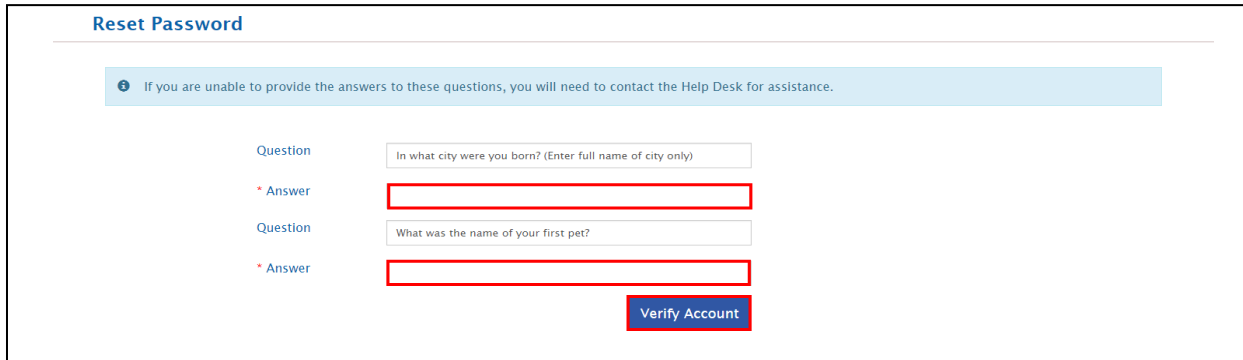 Reset Password
If you are unable to provide the answers to these questions, you will need to contact the Help Desk for assistance.
Question
In what city were you born? (Enter full name of city only)
* Answer
Question
What was the name of your first pet?
* Answer
Verify Account